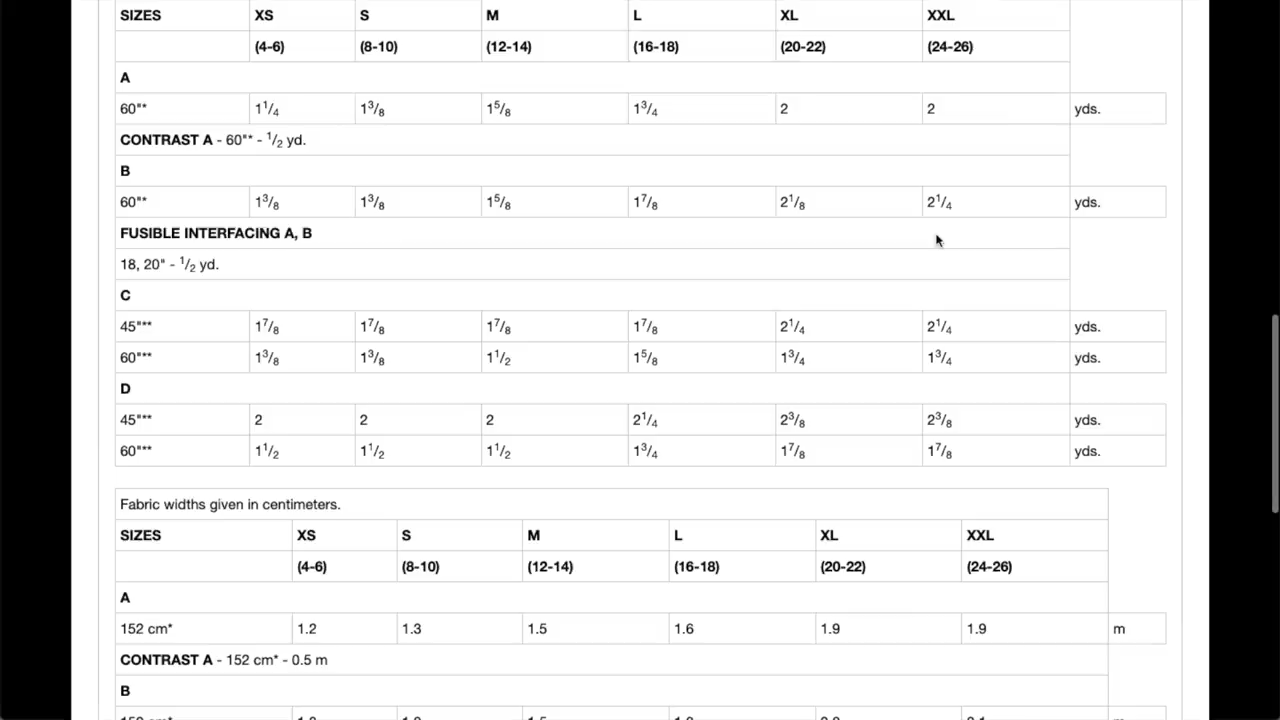 SIZES XS S M L XL XXL
(4-6) (8-10) (12-14) (16-18) (20-22) (24-26)
A
60"* 1 1/4 1 3/8 1 5/8 1 3/4 2 2 yds.
CONTRAST A - 60"* - 1/2 yd.
B
60"* 1 3/8 1 3/8 1 5/8 1 7/8 2 1/8 2 1/4 yds.
FUSIBLE INTERFACING A, B
18, 20" - 1/2 yd.
C
45"*** 1 7/8 1 7/8 1 7/8 1 7/8 2 1/4 2 1/4 yds.
60"** 1 3/8 1 3/8 1 1/2 1 5/8 1 3/4 1 3/4 yds.
D
45"*** 2 2 2 2 1/4 2 3/8 2 3/8 yds.
60"** 1 1/2 1 1/2 1 1/2 1 3/4 1 7/8 1 7/8 yds.
Fabric widths given in centimeters.
SIZES XS S M L XL XXL
(4-6) (8-10) (12-14) (16-18) (20-22) (24-26)
A
152 cm* 1.2 1.3 1.5 1.6 1.9 1.9 m
CONTRAST A - 152 cm* - 0.5 m
B